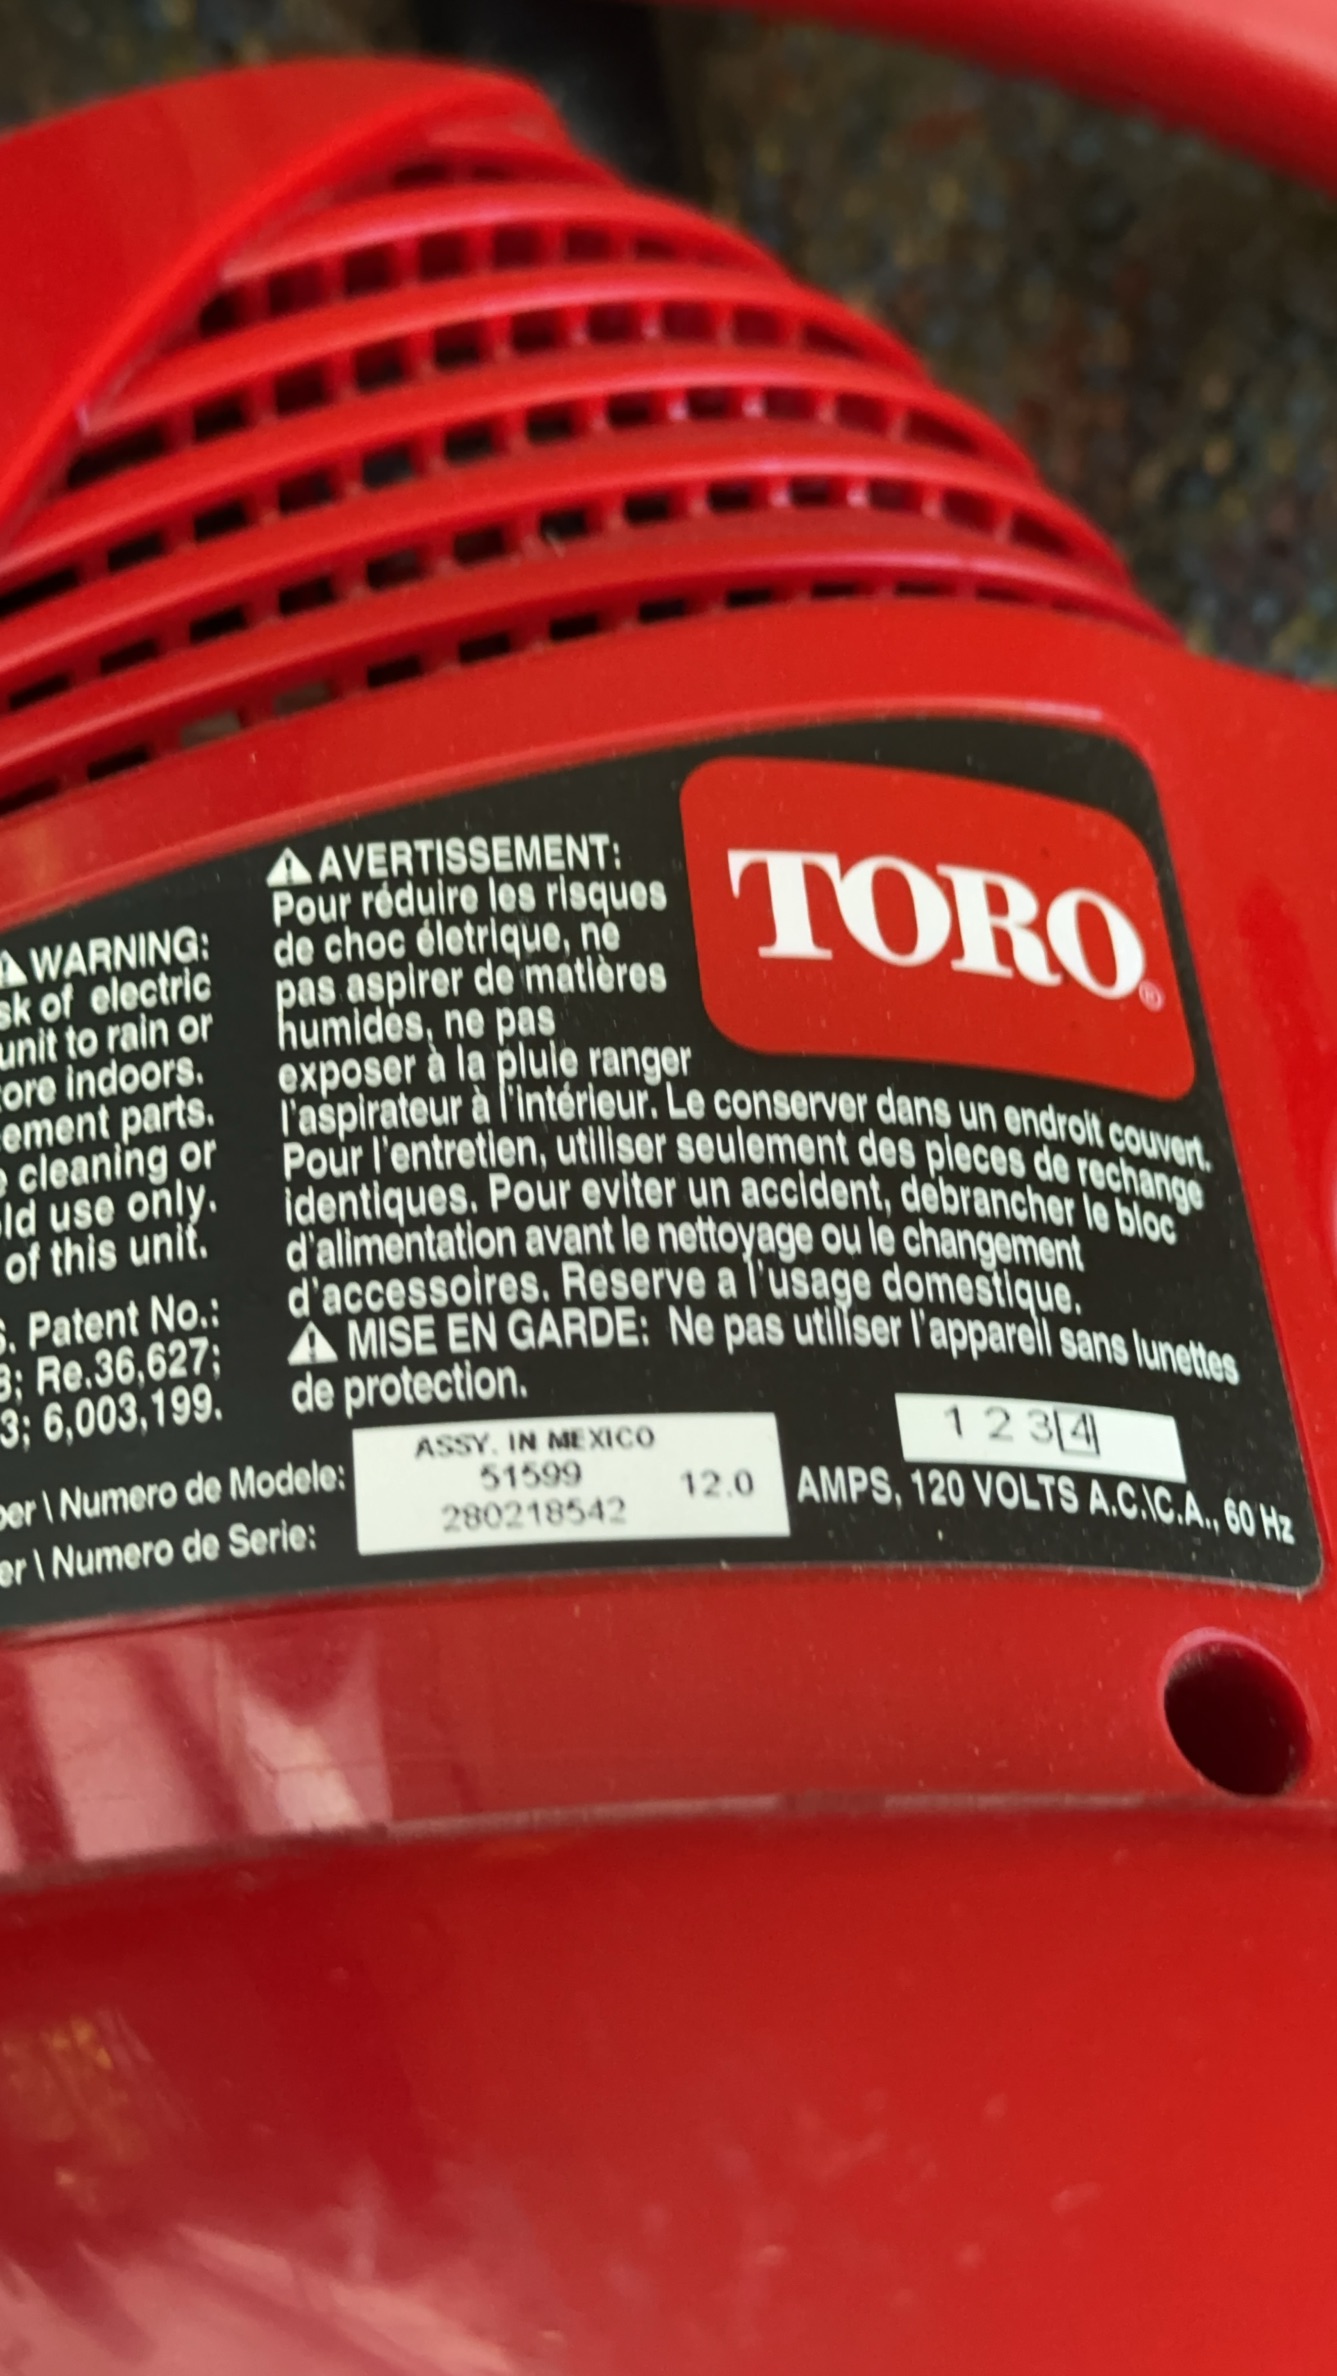 WARNING:
sk of electric
unit to rain or
ore indoors.
ement parts.
cleaning or
ld use only.
of this unit.
. Patent No.:
3; Re.36,627;
3; 6,003,199.
AVERTISSEMENT:
Pour réduire les risques
de choc életrique, ne
pas aspirer de matières
humides, ne pas
exposer à la pluie ranger
l'aspirateur à l'intérieur. Le conserver dans un endroit couvert.
Pour l'entretien, utiliser seulement des pieces de rechange
identiques. Pour eviter un accident, debrancher le bloc
d'alimentation avant le nettoyage ou le changement
d'accessoires. Reserve a l'usage domestique.
MISE EN GARDE: Ne pas utiliser l'appareil sans lunettes
de protection.
TORO®
ber \ Numero de Modele:
er \ Numero de Serie:
ASSY. IN MEXICO
51599
280218542
12.0
1 2 3 4
AMPS, 120 VOLTS A.C.\C.A., 60 Hz